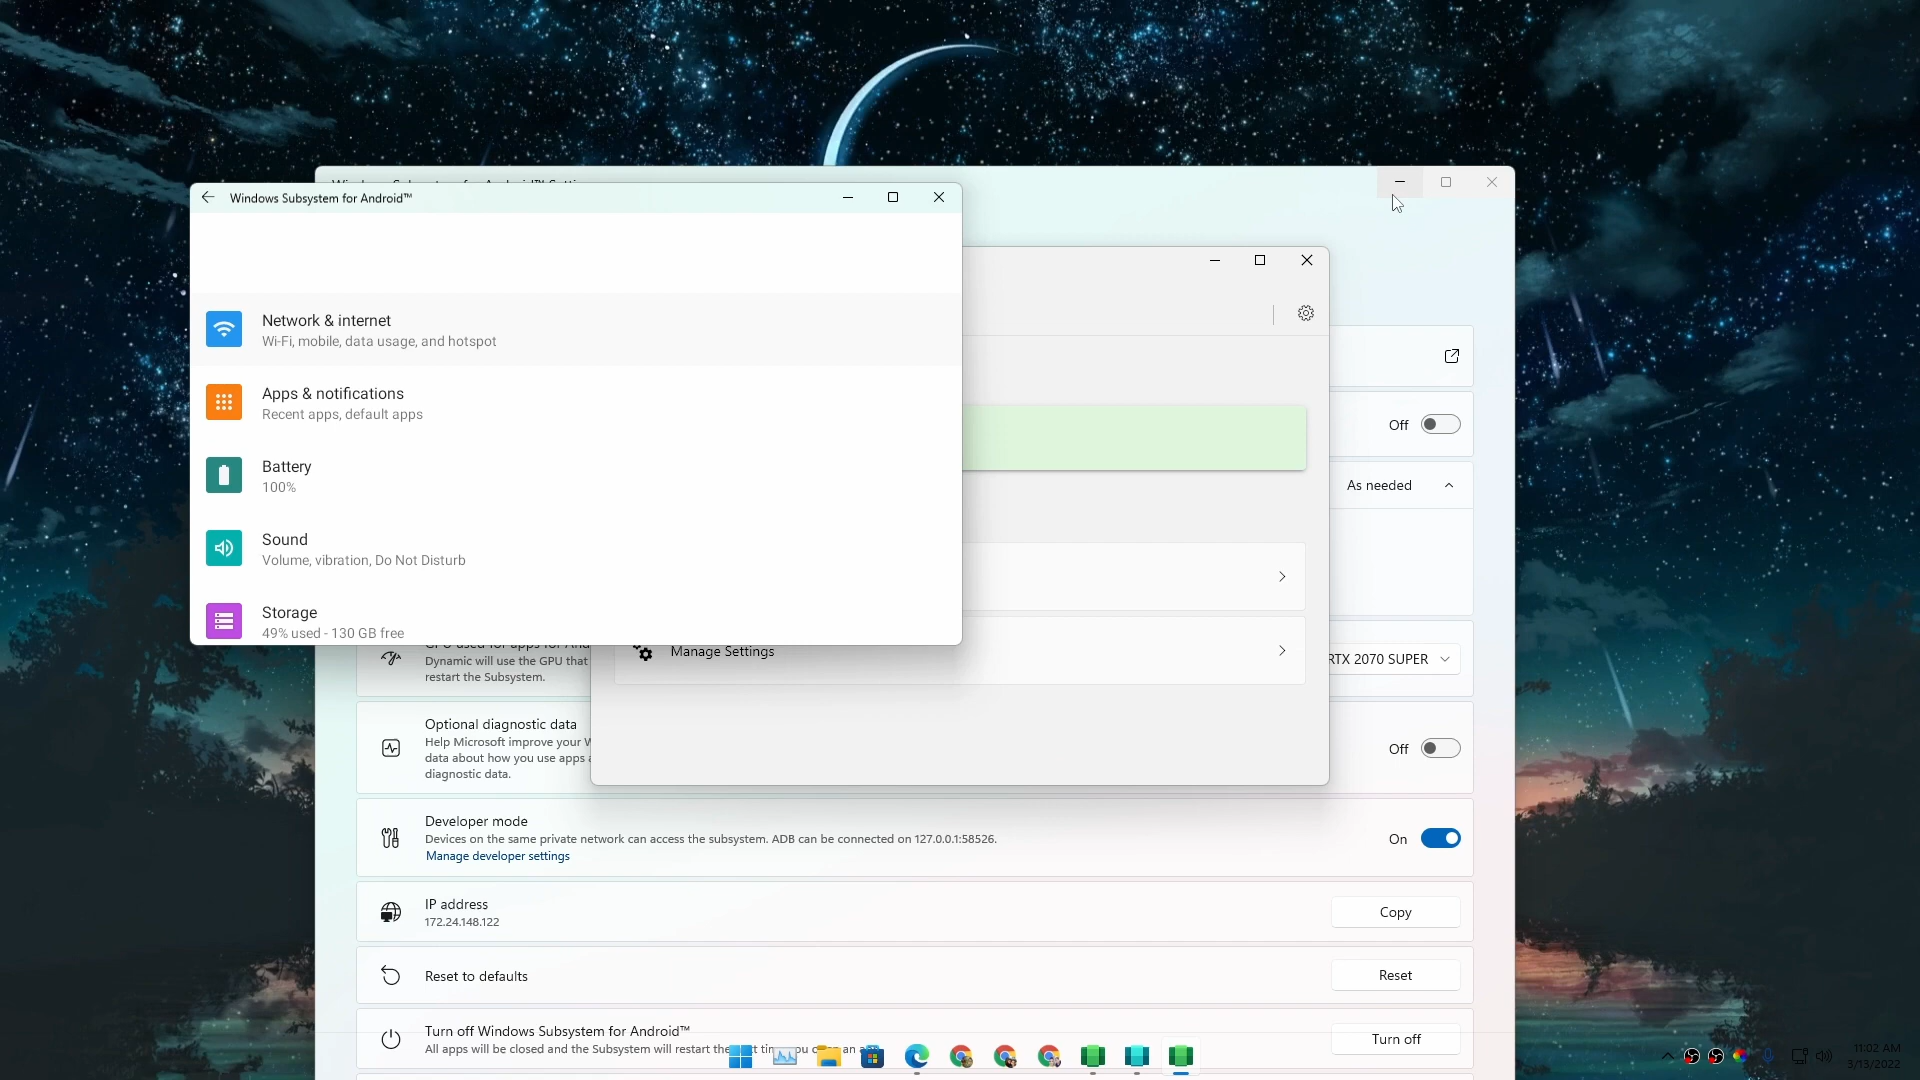 Windows Subsystem for Android™
Network & internet
Wi-Fi, mobile, data usage, and hotspot
Apps & notifications
Recent apps, default apps
Battery
100%
Sound
Volume, vibration, Do Not Disturb
Storage
49% used - 130 GB free
Off
As needed
Manage Settings
RTX 2070 SUPER
Dynamic will use the GPU that
restart the Subsystem.
Optional diagnostic data
Help Microsoft improve your W
data about how you use apps a
diagnostic data.
Off
Developer mode
Devices on the same private network can access the subsystem. ADB can be connected on 127.0.0.1:58526.
Manage developer settings
On
IP address
172.24.148.122
Copy
Reset to defaults
Reset
Turn off Windows Subsystem for Android™
All apps will be closed and the Subsystem will restart the
Turn off
11:02 AM
3/13/2022